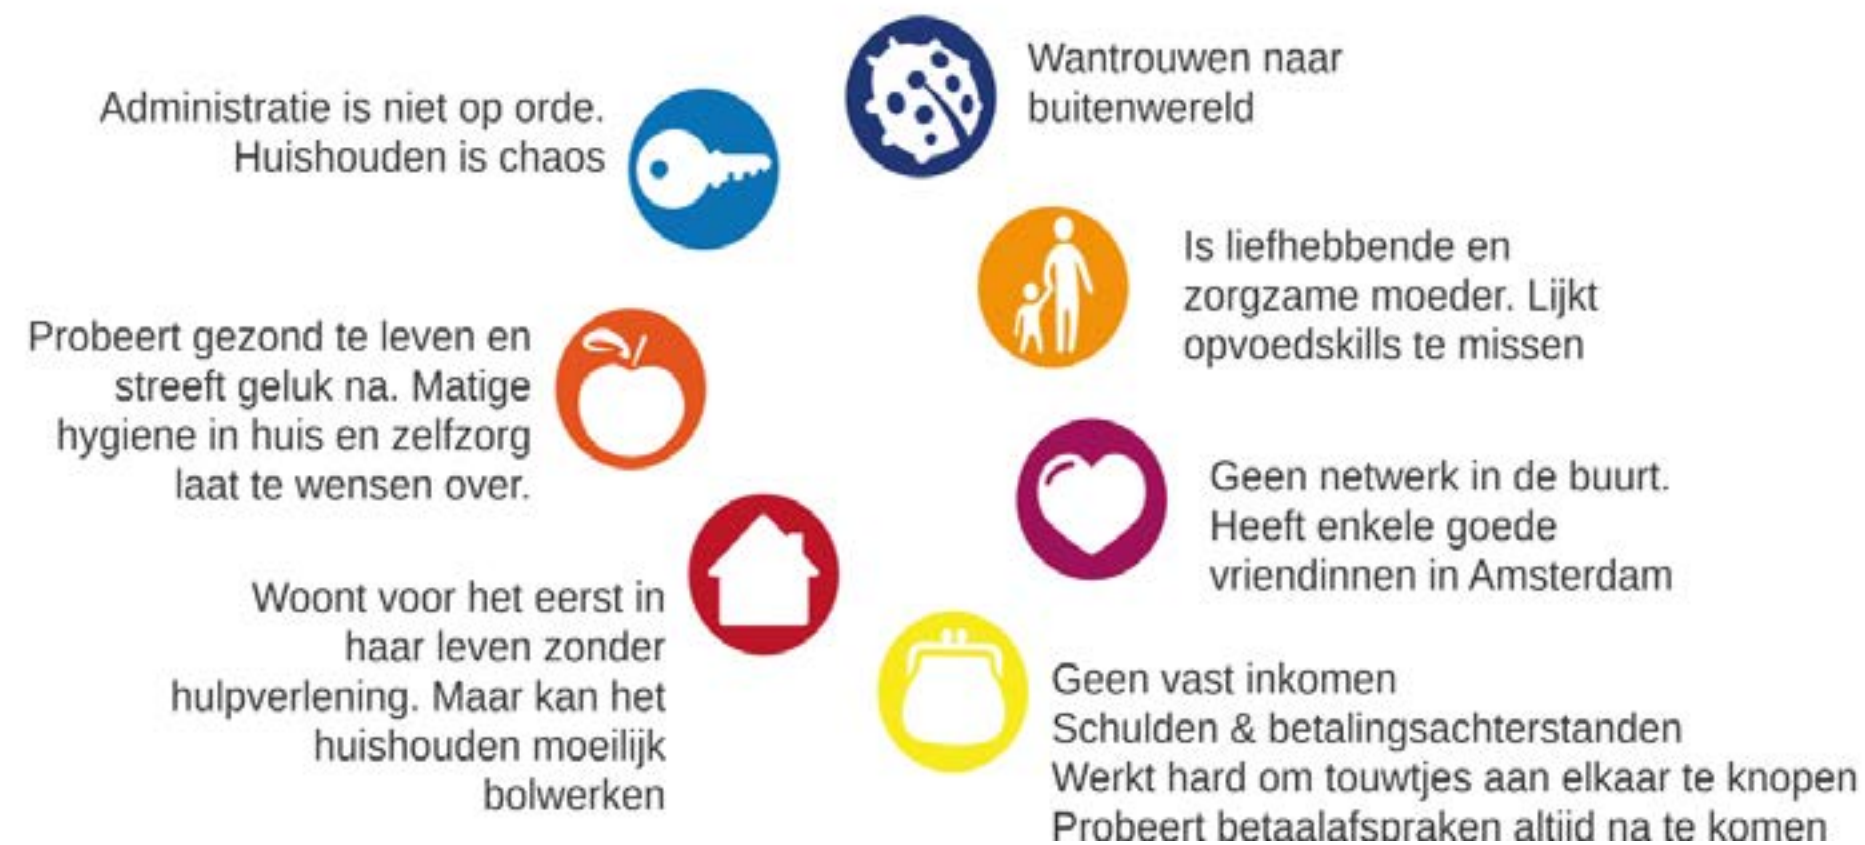 Administratie is niet op orde.
Huishouden is chaos
Wantrouwen naar
buitenwereld
Is liefhebbende en
zorgzame moeder. Lijkt
opvoedskills te missen
Probeert gezond te leven en
streeft geluk na. Matige
hygiene in huis en zelfzorg
laat te wensen over.
Geen netwerk in de buurt.
Heeft enkele goede
vriendinnen in Amsterdam
Woont voor het eerst in
haar leven zonder
hulpverlening. Maar kan het
huishouden moeilijk
bolwerken
Geen vast inkomen
Schulden & betalingsachterstanden
Werkt hard om touwtjes aan elkaar te knopen
Probeert betaalafspraken altijd na te komen